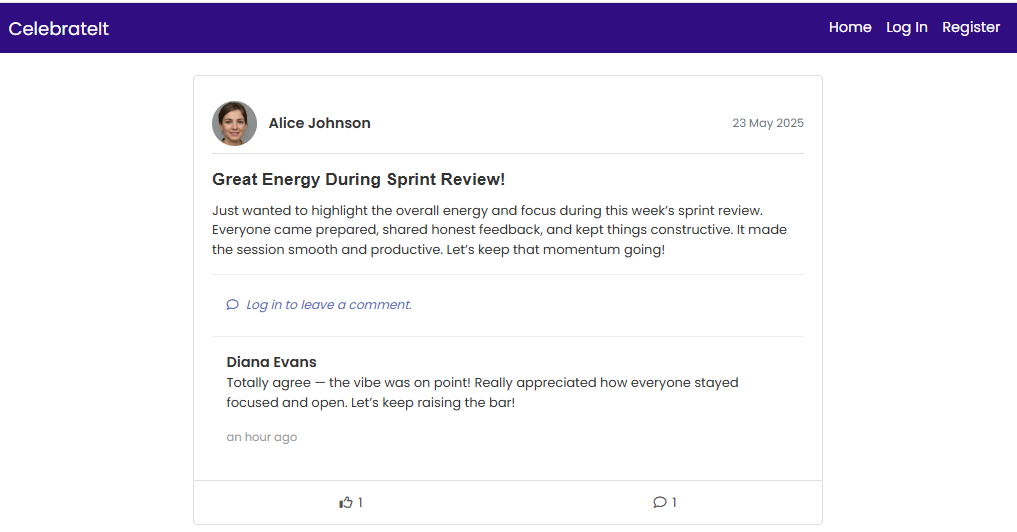 CelebrateIt
Home Log In Register
Alice Johnson
23 May 2025
Great Energy During Sprint Review!
Just wanted to highlight the overall energy and focus during this week’s sprint review.
Everyone came prepared, shared honest feedback, and kept things constructive. It made
the session smooth and productive. Let’s keep that momentum going!
Log in to leave a comment.
Diana Evans
Totally agree — the vibe was on point! Really appreciated how everyone stayed
focused and open. Let’s keep raising the bar!
an hour ago
1
1